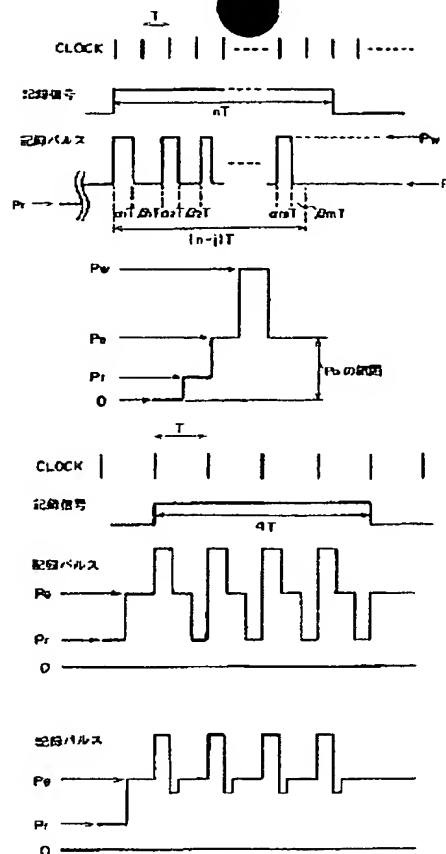 T
CLOCK
記録信号
nT
記録パルス
Pw
Pr
α1T β1T α2T β2T αmT βmT
(n-j)T
Pw
Pe
Pr
0
Pbの範囲
T
CLOCK
記録信号
4T
記録パルス
Pe
Pr
0
記録パルス
Pe
Pr
0